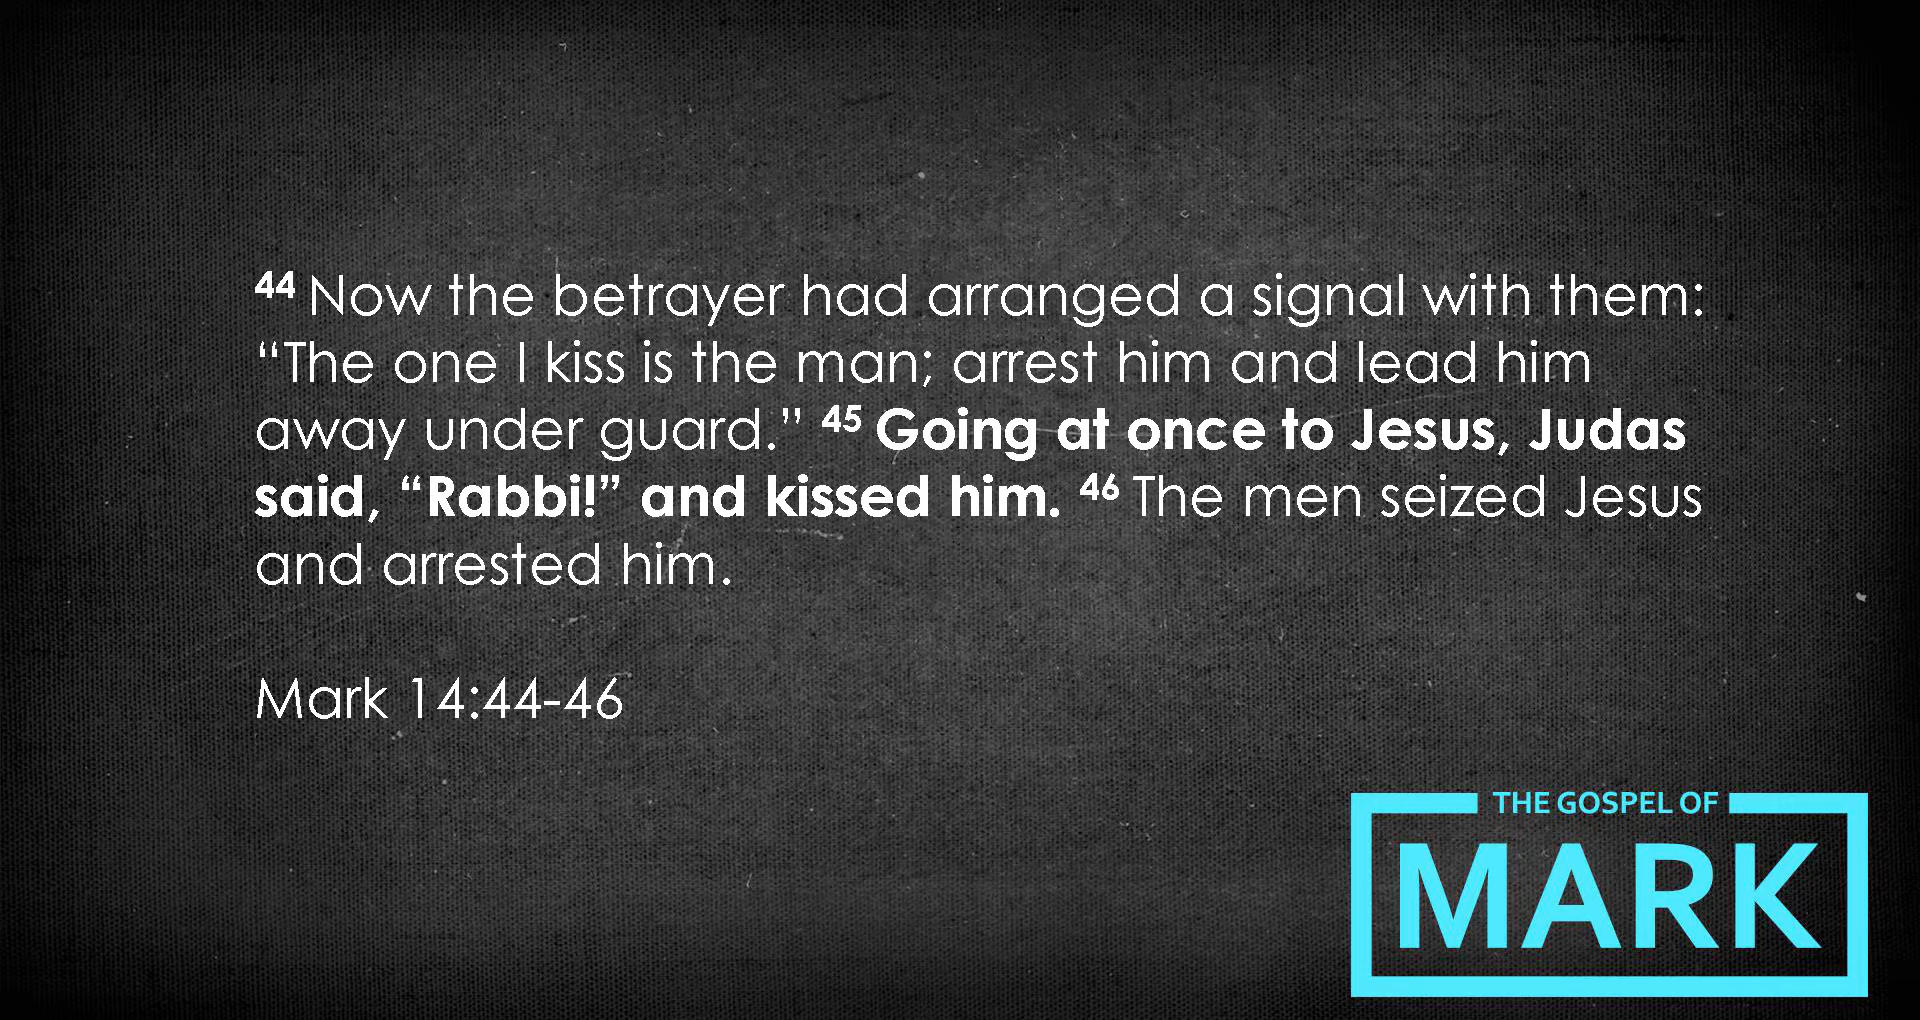 44 Now the betrayer had arranged a signal with them:
“The one I kiss is the man; arrest him and lead him
away under guard.” 45 Going at once to Jesus, Judas
said, “Rabbi!” and kissed him. 46 The men seized Jesus
and arrested him.
Mark 14:44-46
THE GOSPEL OF
MARK